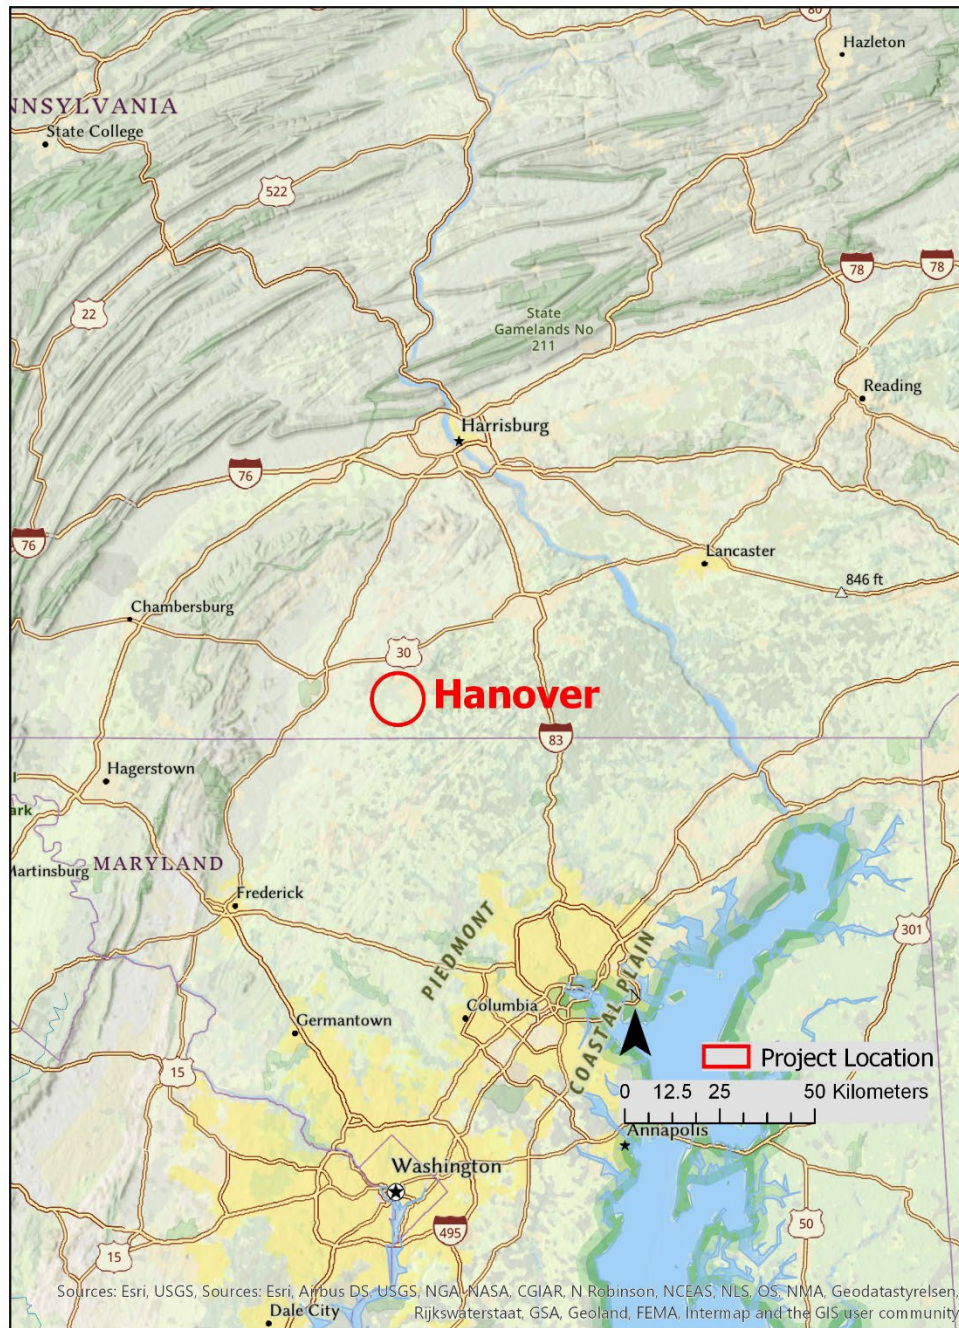 80
Hazleton
NNSYLVANIA
State College
522
78
78
22
State
Gamelands No
211
Reading
Harrisburg
76
76
Lancaster
846 ft
Chambersburg
30
Hanover
83
Hagerstown
ark
MARYLAND
Martinsburg
Frederick
PIEDMONT
301
COASTAL PLAIN
Columbia
N
Germantown
Project Location
15
0 12.5 25 50 Kilometers
Annapolis
Washington
495
50
15
Sources: Esri, USGS, Sources: Esri, Airbus DS, USGS, NGA, NASA, CGIAR, N Robinson, NCEAS, NLS, OS, NMA, Geodatastyrelsen,
Rijkswaterstaat, GSA, Geoland, FEMA, Intermap and the GIS user community
Dale City